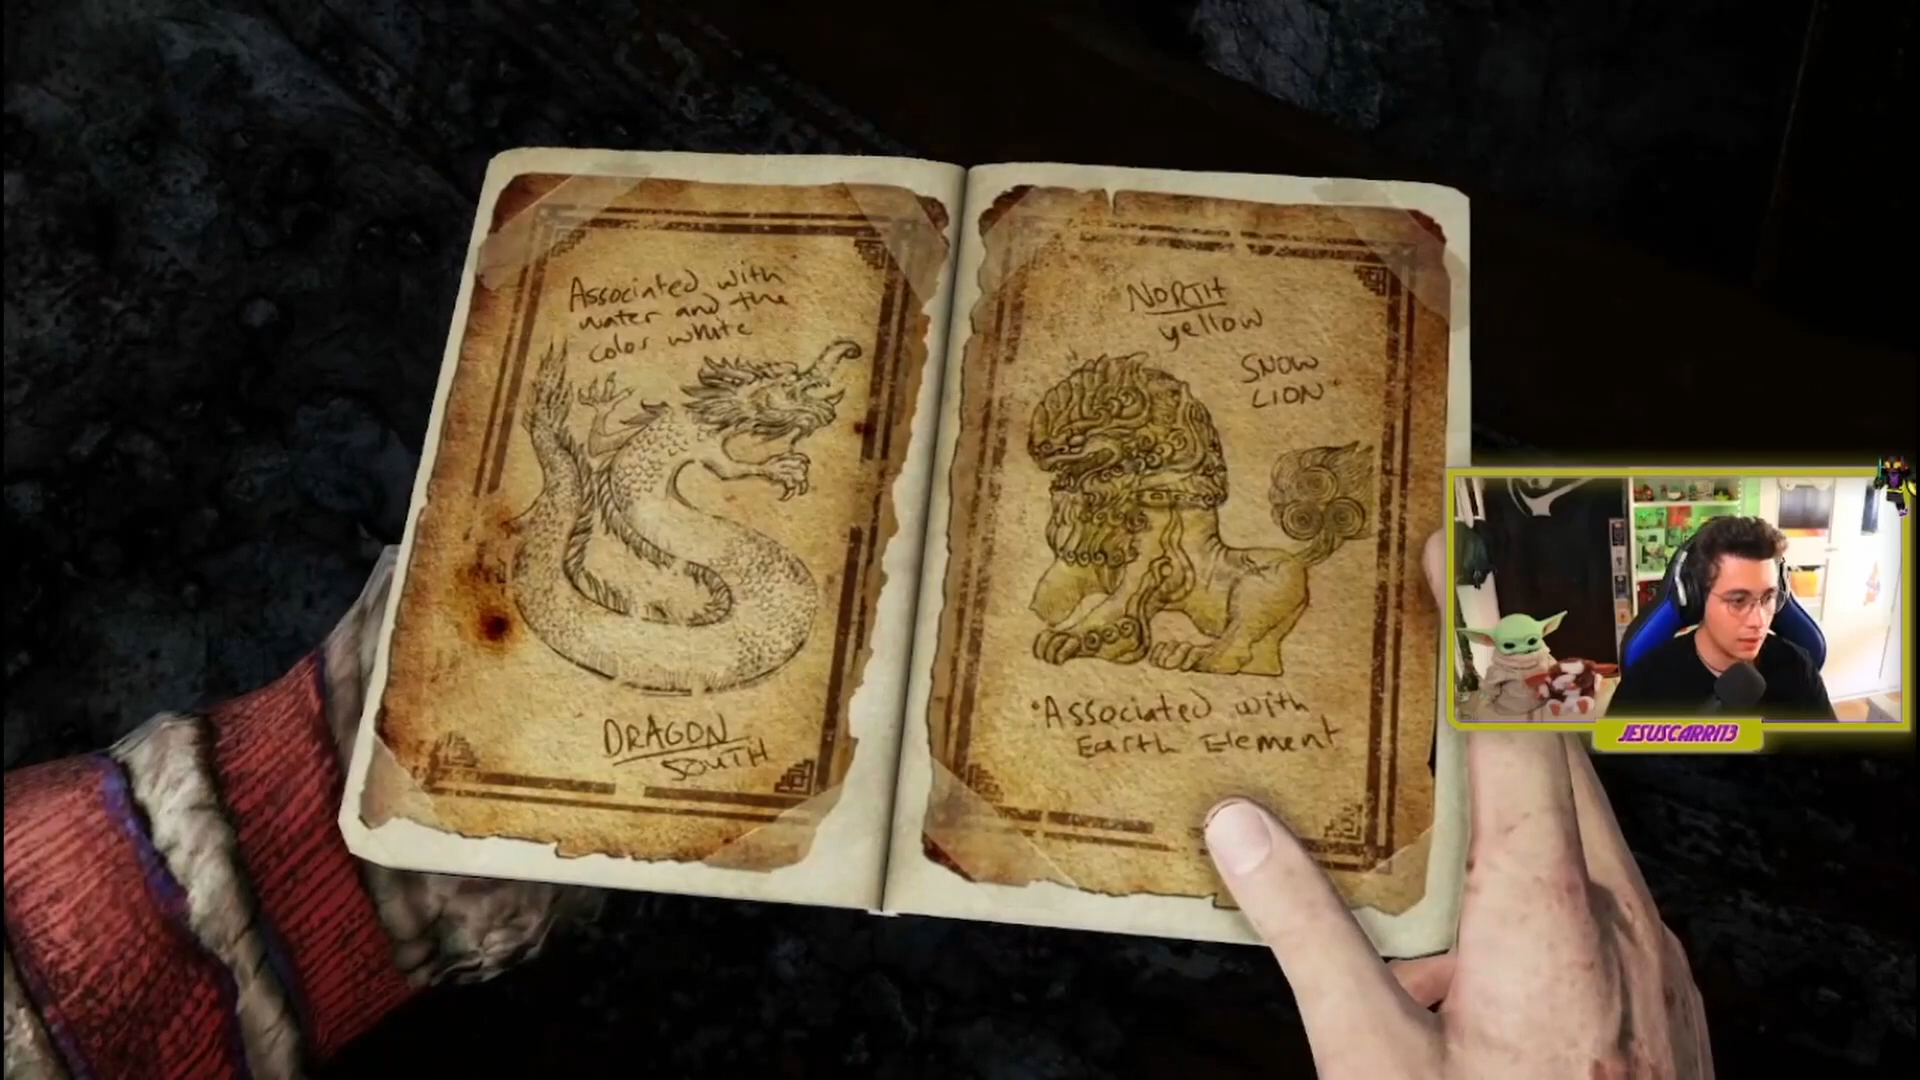 Associated with
water and the
color white
DRAGON
SOUTH
NORTH
yellow
SNOW
LION"
"Associated with
Earth Element
JESUSCARRI13